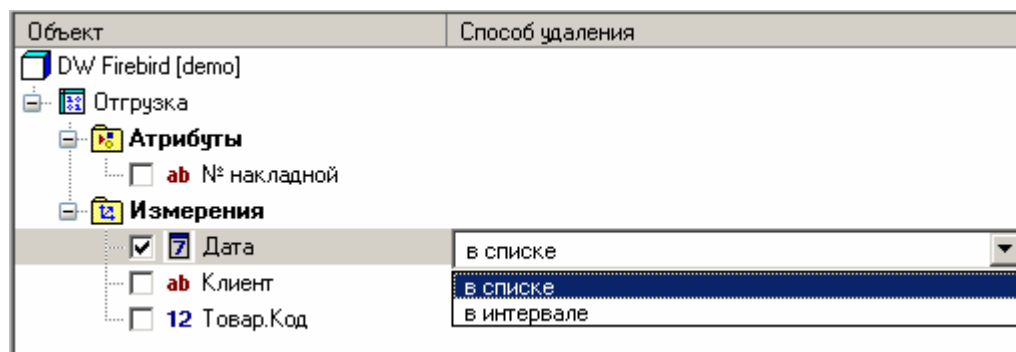 Объект Способ удаления
DW Firebird [demo]
Отгрузка
Атрибуты
ab № накладной
Измерения
7 Дата в списке
ab Клиент в списке
12 Товар.Код в интервале